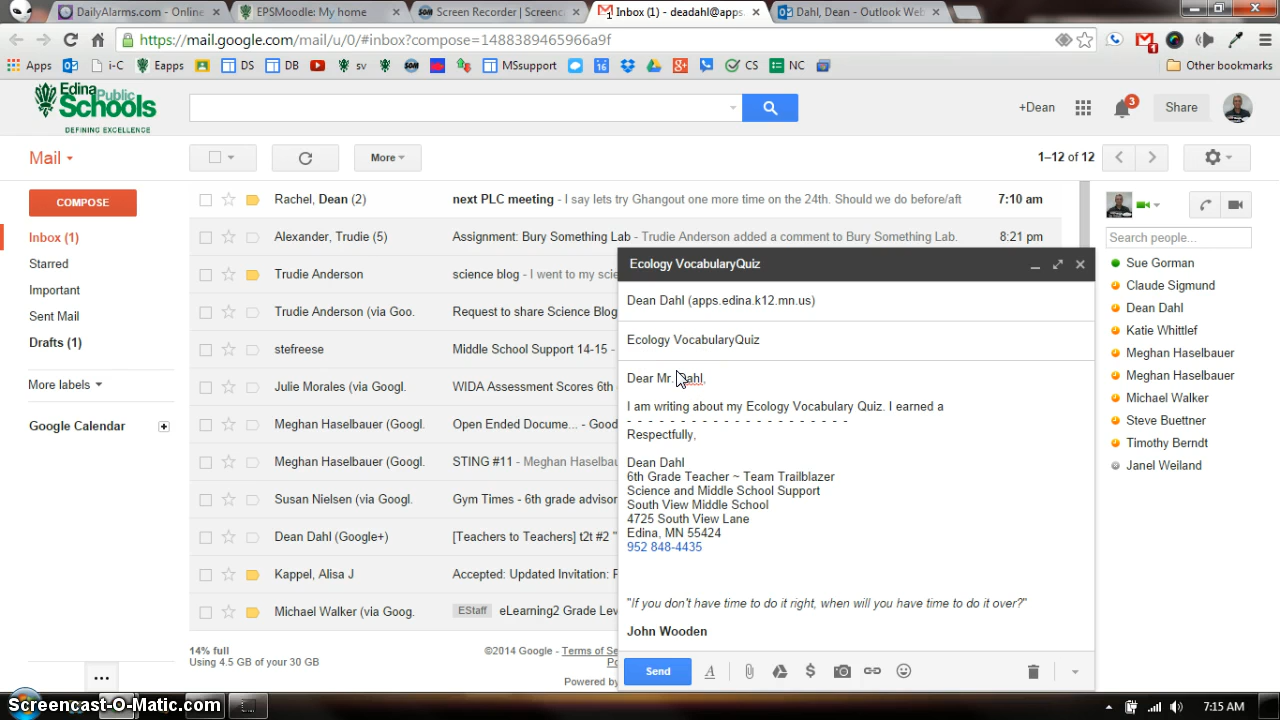 DailyAlarms.com - Online
EPSMoodle: My home
Screen Recorder | Screenc
Inbox (1) - deadahl@apps.
Dahl, Dean - Outlook Web
https://mail.google.com/mail/u/0/#inbox?compose=1488389465966a9f
Apps
i-C
Eapps
DS
DB
sv
MSsupport
16
CS
NC
Other bookmarks
Edina Public Schools
DEFINING EXCELLENCE
+Dean
3
Share
Mail
More
1–12 of 12
COMPOSE
Inbox (1)
Starred
Important
Sent Mail
Drafts (1)
More labels
Google Calendar
Rachel, Dean (2) next PLC meeting - I say lets try Ghangout one more time on the 24th. Should we do before/aft 7:10 am
Alexander, Trudie (5) Assignment: Bury Something Lab - Trudie Anderson added a comment to Bury Something Lab. 8:21 pm
Trudie Anderson science blog - I went to my scie
Trudie Anderson (via Goo. Request to share Science Blog
stefreese Middle School Support 14-15 -
Julie Morales (via Googl. WIDA Assessment Scores 6th
Meghan Haselbauer (Googl. Open Ended Docume... - Good
Meghan Haselbauer (Googl. STING #11 - Meghan Haselbau
Susan Nielsen (via Googl. Gym Times - 6th grade advisor
Dean Dahl (Google+) [Teachers to Teachers] t2t #2 "
Kappel, Alisa J Accepted: Updated Invitation: F
Michael Walker (via Goog. EStaff eLearning2 Grade Lev
14% full
Using 4.5 GB of your 30 GB
©2014 Google - Terms of Se
Powered by
Ecology VocabularyQuiz
Dean Dahl (apps.edina.k12.mn.us)
Ecology VocabularyQuiz
Dear Mr. Dahl,
I am writing about my Ecology Vocabulary Quiz. I earned a
- - - - - - - - - - - - - - - - - - - - -
Respectfully,
Dean Dahl
6th Grade Teacher ~ Team Trailblazer
Science and Middle School Support
South View Middle School
4725 South View Lane
Edina, MN 55424
952 848-4435
"If you don't have time to do it right, when will you have time to do it over?"
John Wooden
Send
Search people...
Sue Gorman
Claude Sigmund
Dean Dahl
Katie Whittlef
Meghan Haselbauer
Meghan Haselbauer
Michael Walker
Steve Buettner
Timothy Berndt
Janel Weiland
Screencast-O-Matic.com
7:15 AM